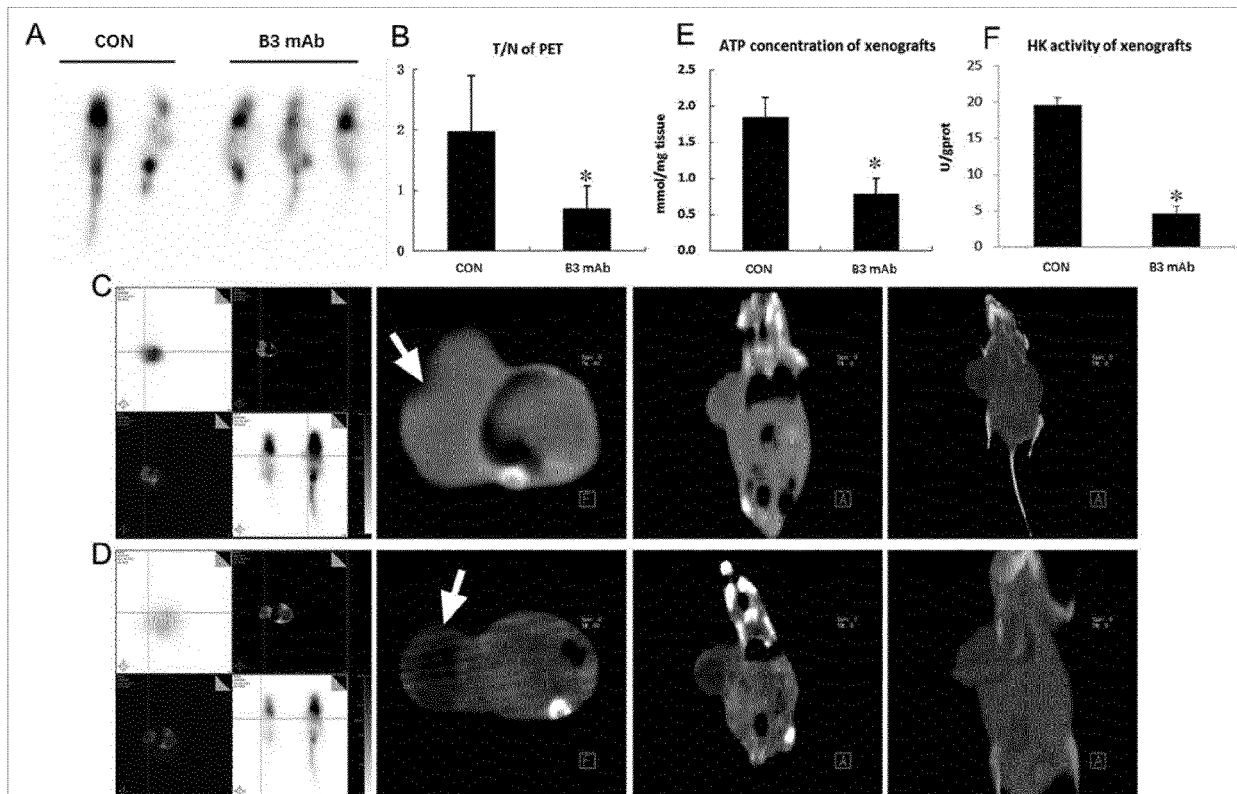 A
CON
B3 mAb
B
T/N of PET
3
2
1
0
CON
B3 mAb
*
E
ATP concentration of xenografts
mmol/mg tissue
2.5
2.0
1.5
1.0
0.5
0.0
CON
B3 mAb
*
F
HK activity of xenografts
U/gprot
25
20
15
10
5
0
CON
B3 mAb
*
C
A
A
D
A
A